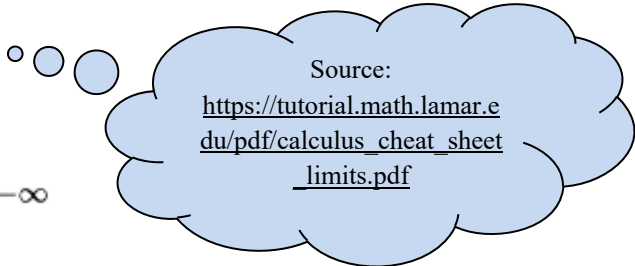 Source:
https://tutorial.math.lamar.e
du/pdf/calculus_cheat_sheet
_limits.pdf
−∞